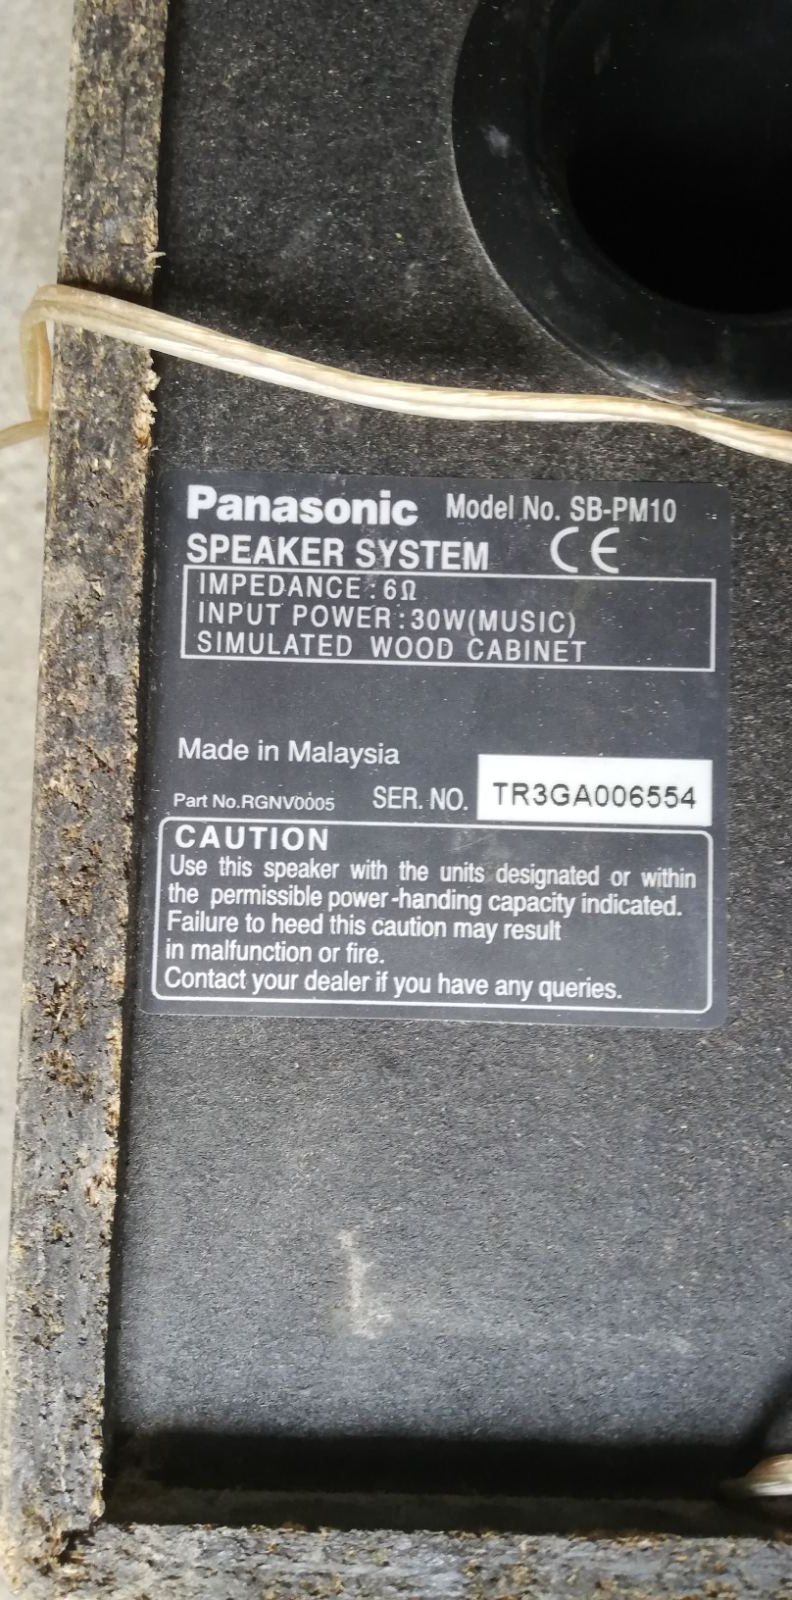 Panasonic Model No. SB-PM10
SPEAKER SYSTEM CE
IMPEDANCE : 6Ω
INPUT POWER : 30W(MUSIC)
SIMULATED WOOD CABINET
Made in Malaysia
Part No.RGNV0005 SER. NO. TR3GA006554
CAUTION
Use this speaker with the units designated or within
the permissible power-handing capacity indicated.
Failure to heed this caution may result
in malfunction or fire.
Contact your dealer if you have any queries.